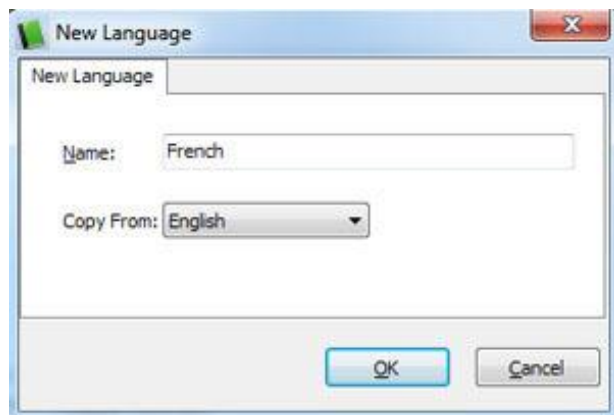 New Language
New Language
Name: French
Copy From: English
OK Cancel